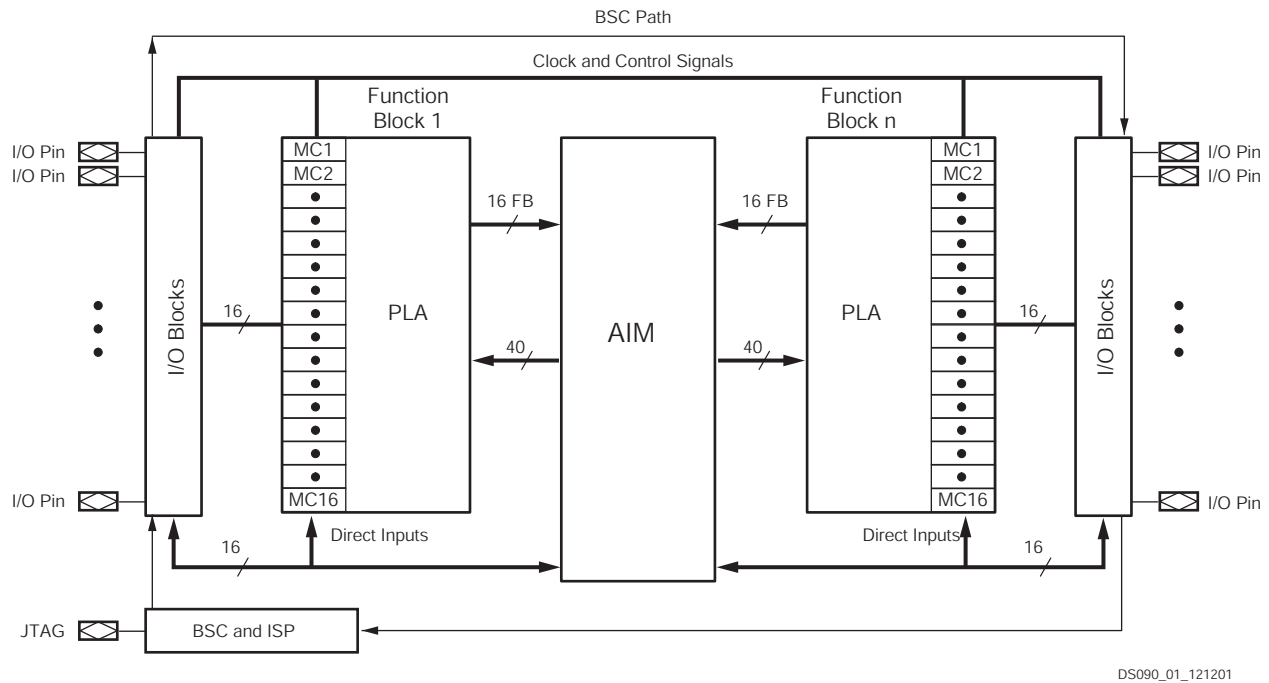 BSC Path
Clock and Control Signals
Function
Block 1
Function
Block n
I/O Pin
I/O Pin
MC1
MC2
MC1
MC2
I/O Pin
I/O Pin
16 FB
16 FB
I/O Blocks
16
PLA
AIM
PLA
16
I/O Blocks
40
40
I/O Pin
MC16
MC16
I/O Pin
Direct Inputs
Direct Inputs
16
16
JTAG
BSC and ISP
DS090_01_121201